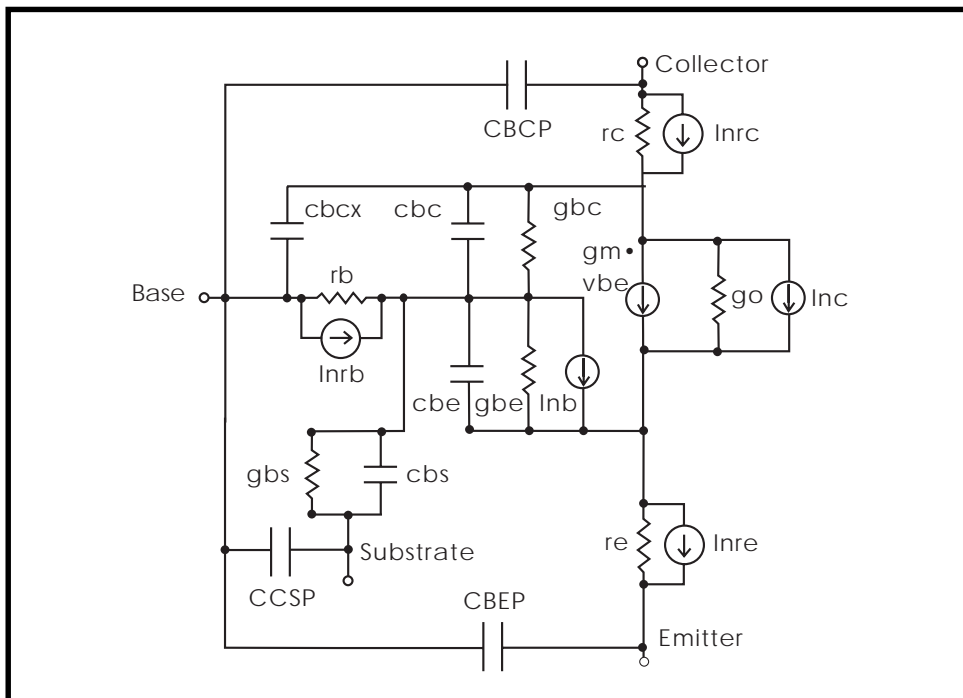 Collector
CBCP
rc
Inrc
cbcx
cbc
gbc
gm •
vbe
Base
rb
go
Inc
Inrb
cbe
gbe
Inb
gbs
cbs
Substrate
re
Inre
CCSP
CBEP
Emitter